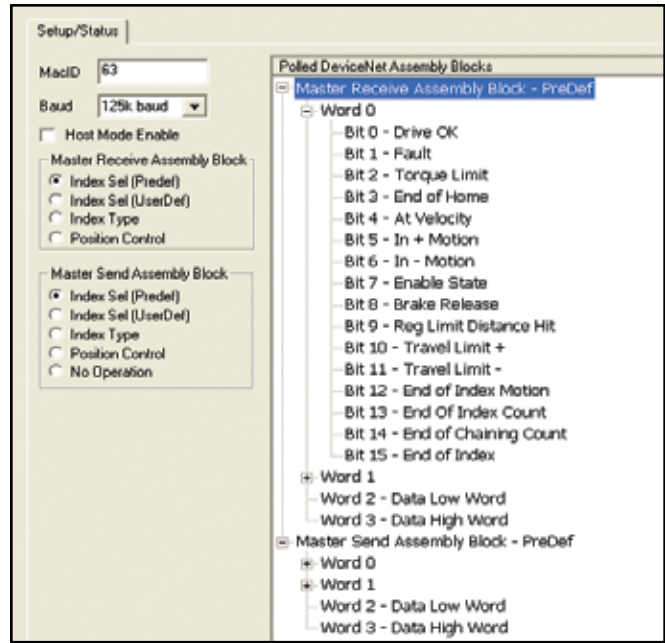 Setup/Status
MacID 63
Baud 125k baud
Host Mode Enable
Master Receive Assembly Block
Index Sel (Predef)
Index Sel (UserDef)
Index Type
Position Control
Master Send Assembly Block
Index Sel (Predef)
Index Sel (UserDef)
Index Type
Position Control
No Operation
Polled DeviceNet Assembly Blocks
Master Receive Assembly Block - PreDef
Word 0
Bit 0 - Drive OK
Bit 1 - Fault
Bit 2 - Torque Limit
Bit 3 - End of Home
Bit 4 - At Velocity
Bit 5 - In + Motion
Bit 6 - In - Motion
Bit 7 - Enable State
Bit 8 - Brake Release
Bit 9 - Reg Limit Distance Hit
Bit 10 - Travel Limit +
Bit 11 - Travel Limit -
Bit 12 - End of Index Motion
Bit 13 - End Of Index Count
Bit 14 - End of Chaining Count
Bit 15 - End of Index
Word 1
Word 2 - Data Low Word
Word 3 - Data High Word
Master Send Assembly Block - PreDef
Word 0
Word 1
Word 2 - Data Low Word
Word 3 - Data High Word